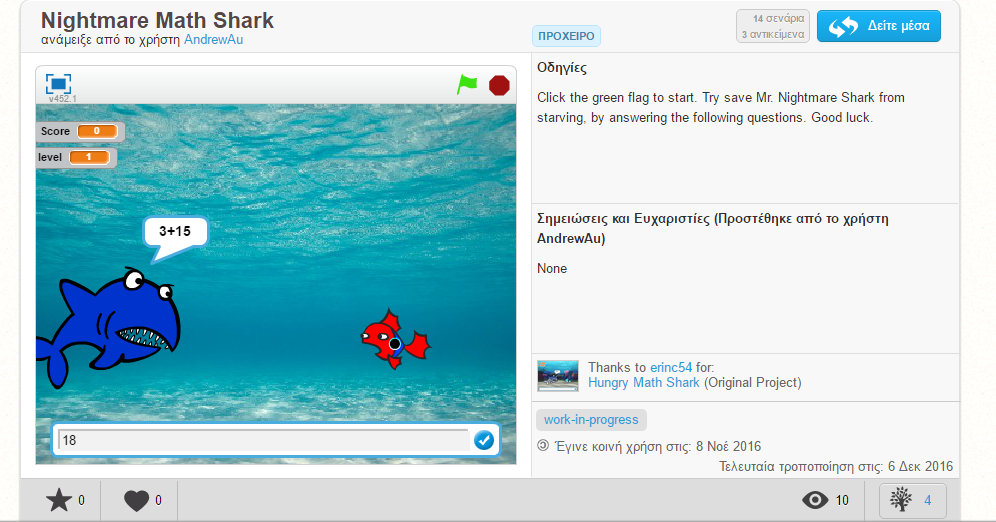 Nightmare Math Shark
ανάμειξε από το χρήστη AndrewAu
ΠΡΟΧΕΙΡΟ
14 σενάρια
3 αντικείμενα
Δείτε μέσα
v452.1
Score 0
level 1
3+15
18
Οδηγίες
Click the green flag to start. Try save Mr. Nightmare Shark from
starving, by answering the following questions. Good luck.
Σημειώσεις και Ευχαριστίες (Προστέθηκε από το χρήστη
AndrewAu)
None
Thanks to erinc54 for:
Hungry Math Shark (Original Project)
work-in-progress
Έγινε κοινή χρήση στις: 8 Νοέ 2016
Τελευταία τροποποίηση στις: 6 Δεκ 2016
0
0
10
4